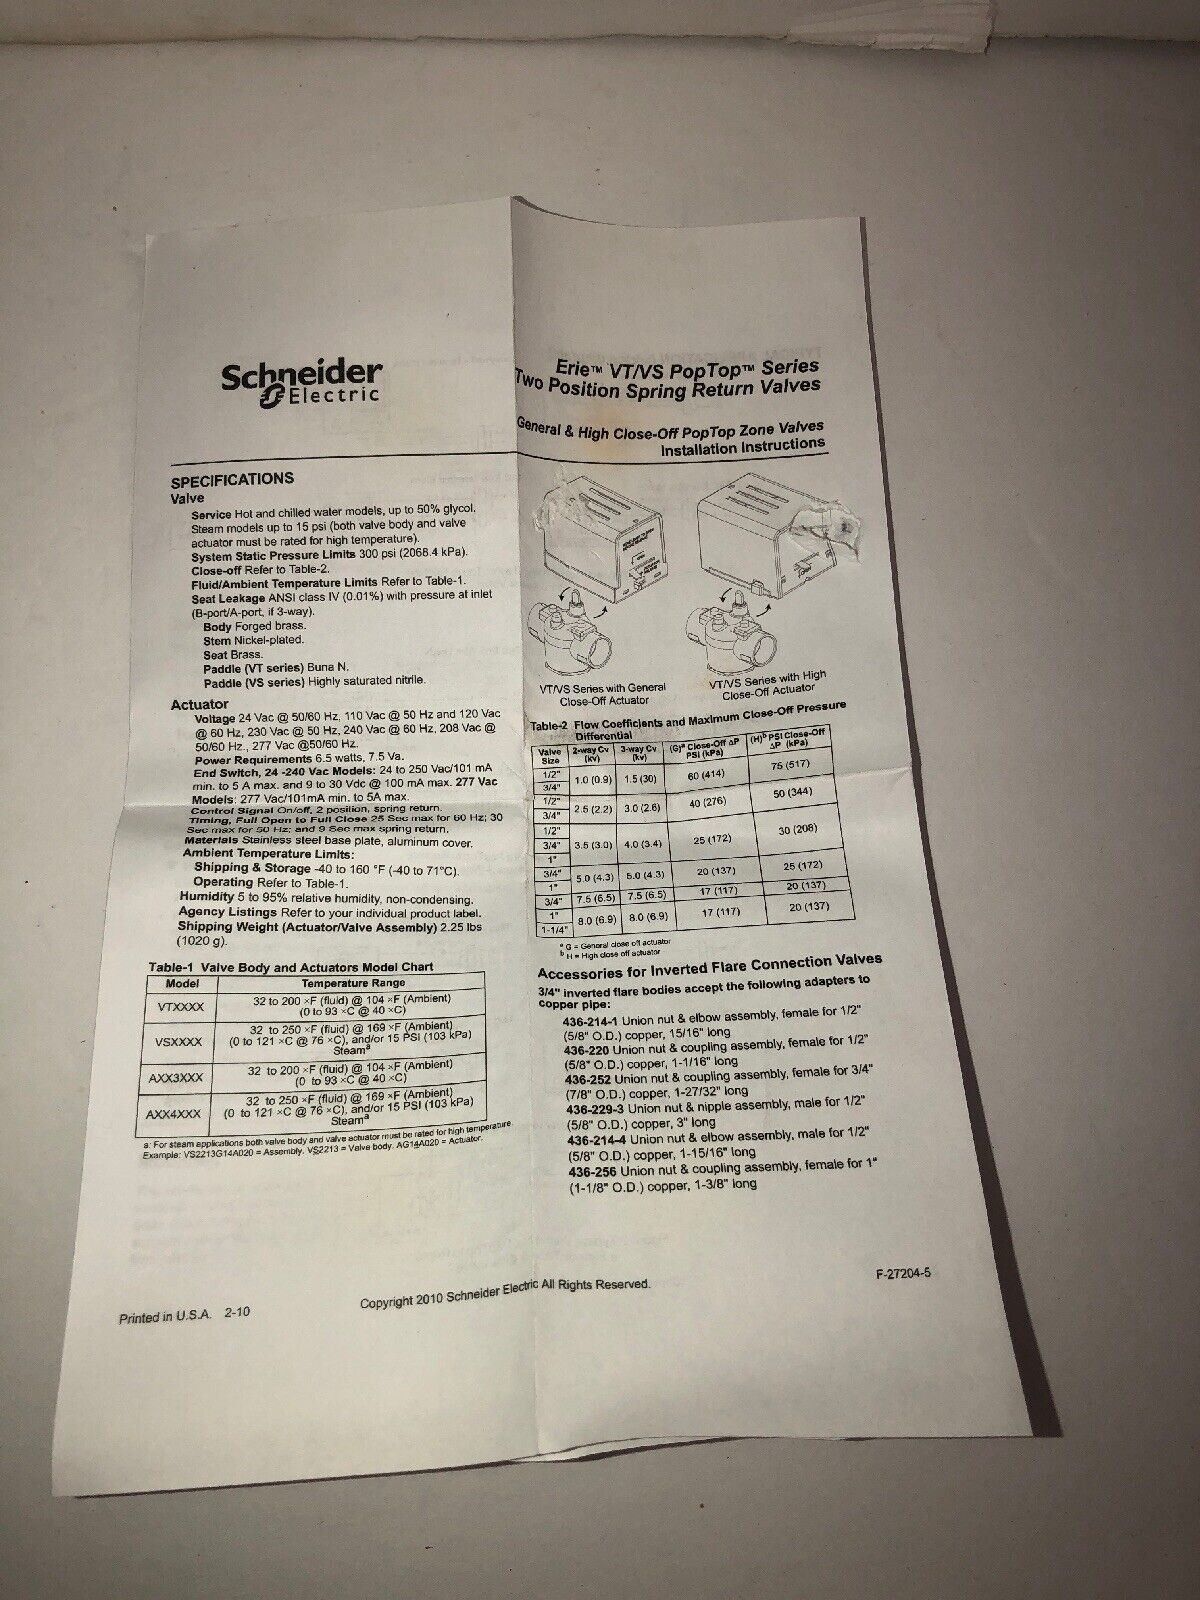 Schneider
Electric
Erie™ VT/VS PopTop™ Series
Two Position Spring Return Valves
General & High Close-Off PopTop Zone Valves
Installation Instructions
SPECIFICATIONS
Valve
Service Hot and chilled water models, up to 50% glycol.
Steam models up to 15 psi (both valve body and valve
actuator must be rated for high temperature).
System Static Pressure Limits 300 psi (2068.4 kPa).
Close-off Refer to Table-2.
Fluid/Ambient Temperature Limits Refer to Table-1.
Seat Leakage ANSI class IV (0.01%) with pressure at inlet
(B-port/A-port, if 3-way).
Body Forged brass.
Stem Nickel-plated.
Seat Brass.
Paddle (VT series) Buna N.
Paddle (VS series) Highly saturated nitrile.
Actuator
Voltage 24 Vac @ 50/60 Hz, 110 Vac @ 50 Hz and 120 Vac
@ 60 Hz, 230 Vac @ 50 Hz, 240 Vac @ 60 Hz, 208 Vac @
50/60 Hz., 277 Vac @50/60 Hz.
Power Requirements 6.5 watts, 7.5 Va.
End Switch, 24 -240 Vac Models: 24 to 250 Vac/101 mA
min. to 5 A max. and 9 to 30 Vdc @ 100 mA max. 277 Vac
Models: 277 Vac/101mA min. to 5A max.
Control Signal On/off, 2 position, spring return.
Timing, Full Open to Full Close 25 Sec max for 60 Hz; 30
Sec max for 50 Hz; and 9 Sec max spring return.
Materials Stainless steel base plate, aluminum cover.
Ambient Temperature Limits:
Shipping & Storage -40 to 160 °F (-40 to 71°C).
Operating Refer to Table-1.
Humidity 5 to 95% relative humidity, non-condensing.
Agency Listings Refer to your individual product label.
Shipping Weight (Actuator/Valve Assembly) 2.25 lbs
(1020 g).
Table-1 Valve Body and Actuators Model Chart
Model Temperature Range
VTXXXX 32 to 200 ×F (fluid) @ 104 ×F (Ambient)
(0 to 93 ×C @ 40 ×C)
VSXXXX 32 to 250 ×F (fluid) @ 169 ×F (Ambient)
(0 to 121 ×C @ 76 ×C), and/or 15 PSI (103 kPa)
Steamᵃ
AXX3XXX 32 to 200 ×F (fluid) @ 104 ×F (Ambient)
(0 to 93 ×C @ 40 ×C)
AXX4XXX 32 to 250 ×F (fluid) @ 169 ×F (Ambient)
(0 to 121 ×C @ 76 ×C), and/or 15 PSI (103 kPa)
Steamᵃ
a: For steam applications both valve body and valve actuator must be rated for high temperature.
Example: VS2213G14A020 = Assembly. VS2213 = Valve body. AG14A020 = Actuator.
VT/VS Series with General
Close-Off Actuator
VT/VS Series with High
Close-Off Actuator
Table-2 Flow Coefficients and Maximum Close-Off Pressure
Differential
Valve Size 2-way Cv (kv) 3-way Cv (kv) (G)ᵃ Close-Off ΔP PSI (kPa) (H)ᵇ PSI Close-Off ΔP (kPa)
1/2" 1.0 (0.9) 1.5 (30) 60 (414) 75 (517)
3/4"
1/2" 2.5 (2.2) 3.0 (2.6) 40 (276) 50 (344)
3/4"
1/2"
3/4" 3.5 (3.0) 4.0 (3.4) 25 (172) 30 (208)
1"
3/4" 5.0 (4.3) 5.0 (4.3) 20 (137) 25 (172)
1"
3/4" 7.5 (6.5) 7.5 (6.5) 17 (117) 20 (137)
1" 8.0 (6.9) 8.0 (6.9) 17 (117) 20 (137)
1-1/4"
ᵃ G = General close off actuator
ᵇ H = High close off actuator
Accessories for Inverted Flare Connection Valves
3/4" inverted flare bodies accept the following adapters to
copper pipe:
436-214-1 Union nut & elbow assembly, female for 1/2"
(5/8" O.D.) copper, 15/16" long
436-220 Union nut & coupling assembly, female for 1/2"
(5/8" O.D.) copper, 1-1/16" long
436-252 Union nut & coupling assembly, female for 3/4"
(7/8" O.D.) copper, 1-27/32" long
436-229-3 Union nut & nipple assembly, male for 1/2"
(5/8" O.D.) copper, 3" long
436-214-4 Union nut & elbow assembly, male for 1/2"
(5/8" O.D.) copper, 1-15/16" long
436-256 Union nut & coupling assembly, female for 1"
(1-1/8" O.D.) copper, 1-3/8" long
Printed in U.S.A. 2-10
Copyright 2010 Schneider Electric All Rights Reserved.
F-27204-5